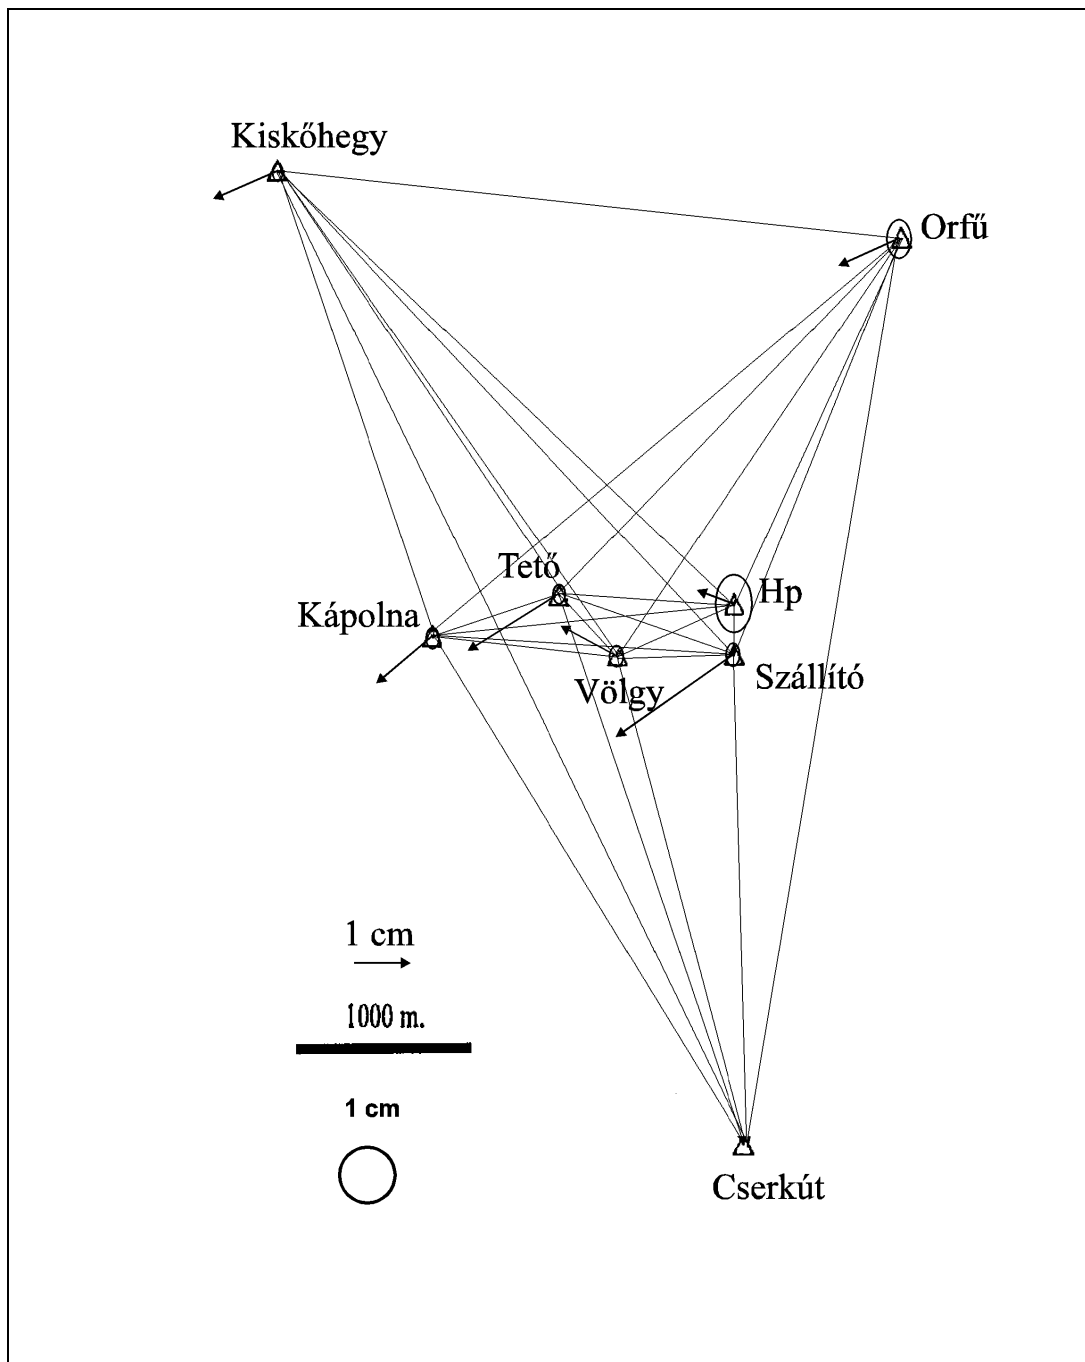 Kiskőhegy
Orfű
Tető
Hp
Kápolna
Szállító
Völgy
1 cm
1000 m.
1 cm
Cserkút